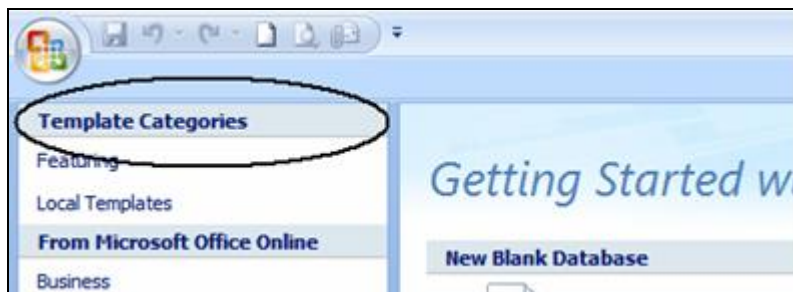 Template Categories
Featuring
Local Templates
From Microsoft Office Online
Business
Getting Started
New Blank Database